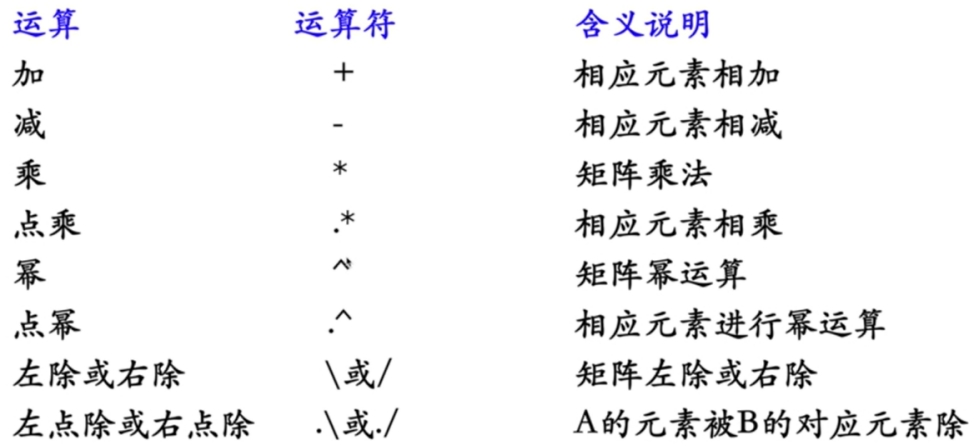 运算 运算符 含义说明
加 + 相应元素相加
减 - 相应元素相减
乘 * 矩阵乘法
点乘 .* 相应元素相乘
幂 ^ 矩阵幂运算
点幂 .^ 相应元素进行幂运算
左除或右除 \或/ 矩阵左除或右除
左点除或右点除 .\或./ A的元素被B的对应元素除